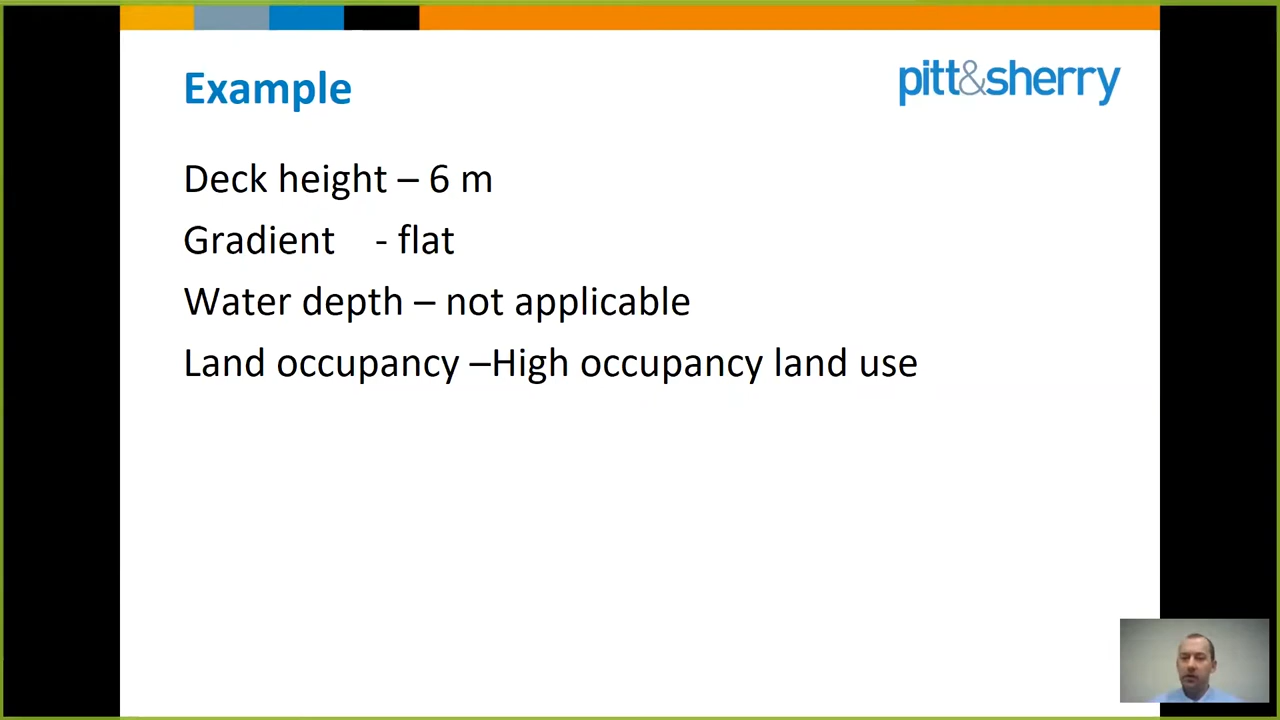 Example
pitt&sherry
Deck height – 6 m
Gradient - flat
Water depth – not applicable
Land occupancy –High occupancy land use